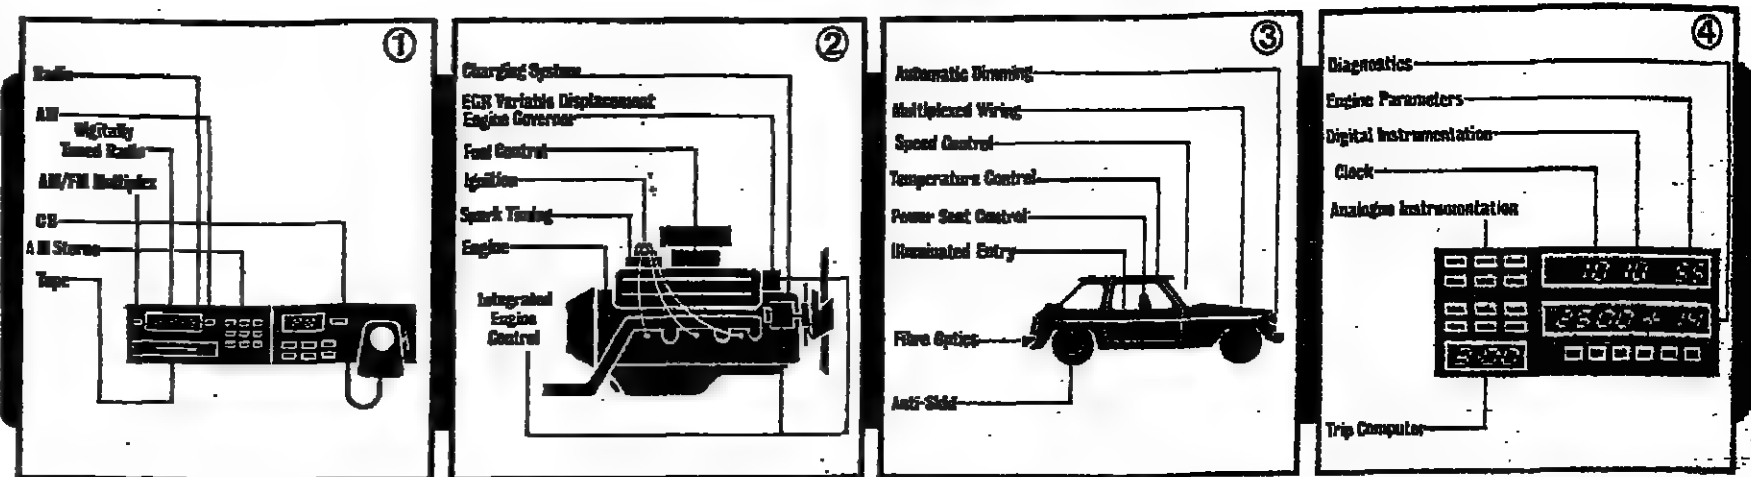 ①
Radio
AM
Digitally
Tuned Radio
AM/FM Multiplex
CB
AM Stereo
Tape
②
Charging System
EGR Variable Displacement
Engine Governor
Fuel Control
Ignition
Spark Timing
Engine
Integrated
Engine
Control
③
Automatic Dimming
Multiplexed Wiring
Speed Control
Temperature Control
Power Seat Control
Illuminated Entry
Fibre Optics
Anti-Skid
④
Diagnostics
Engine Parameters
Digital Instrumentation
Clock
Analogue Instrumentation
Trip Computer